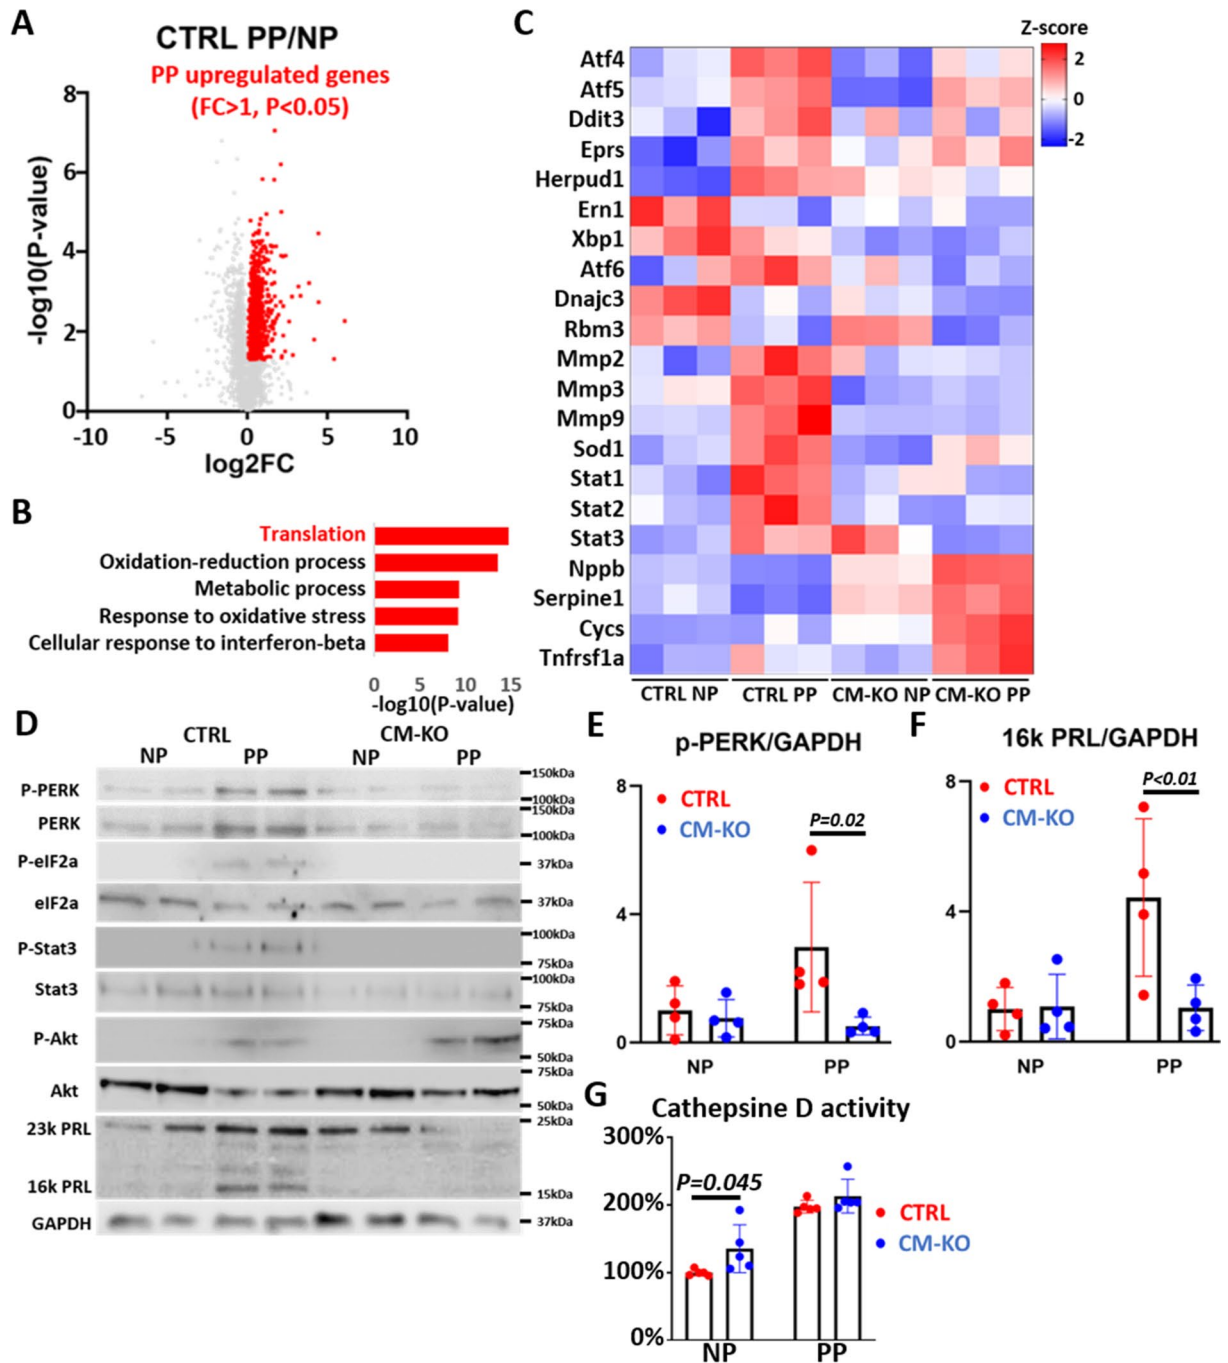 A
CTRL PP/NP
PP upregulated genes
(FC>1, P<0.05)
8
6
4
2
0
-log10(P-value)
-10
-5
0
5
10
log2FC
B
Translation
Oxidation-reduction process
Metabolic process
Response to oxidative stress
Cellular response to interferon-beta
0
5
10
15
-log10(P-value)
C
Z-score
2
0
-2
Atf4
Atf5
Ddit3
Eprs
Herpud1
Ern1
Xbp1
Atf6
Dnajc3
Rbm3
Mmp2
Mmp3
Mmp9
Sod1
Stat1
Stat2
Stat3
Nppb
Serpine1
Cycs
Tnfrsf1a
CTRL NP
CTRL PP
CM-KO NP
CM-KO PP
D
CTRL
CM-KO
NP
PP
NP
PP
P-PERK
150kDa
100kDa
PERK
150kDa
100kDa
P-eIF2a
37kDa
eIF2a
37kDa
P-Stat3
100kDa
75kDa
Stat3
100kDa
75kDa
P-Akt
75kDa
50kDa
Akt
75kDa
50kDa
23k PRL
25kDa
16k PRL
15kDa
GAPDH
37kDa
E
p-PERK/GAPDH
8
4
0
CTRL
CM-KO
P=0.02
NP
PP
F
16k PRL/GAPDH
8
4
0
CTRL
CM-KO
P<0.01
NP
PP
G
Cathepsine D activity
300%
200%
100%
0%
P=0.045
CTRL
CM-KO
NP
PP